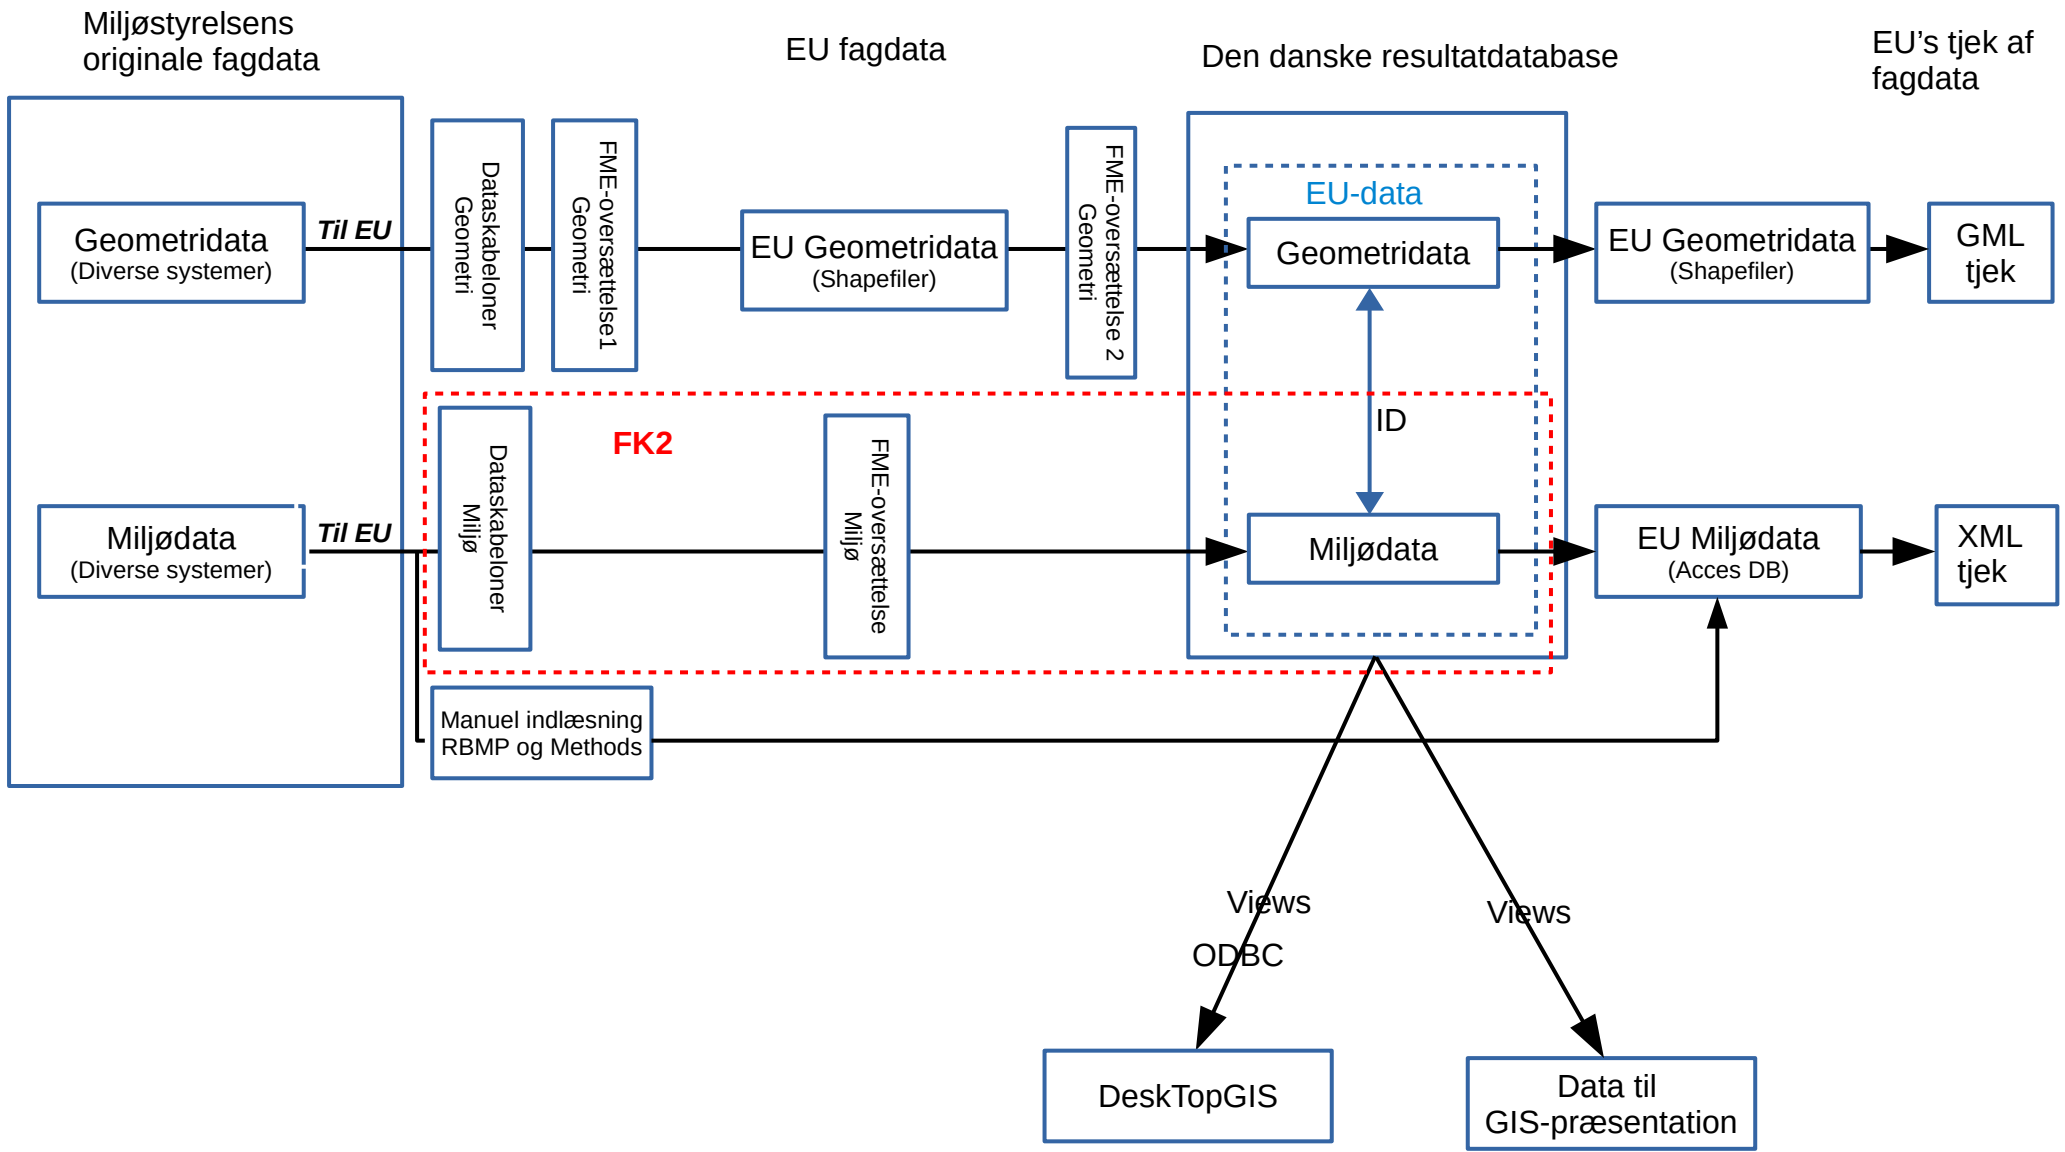 Miljøstyrelsens
originale fagdata
EU fagdata
Den danske resultatdatabase
EU’s tjek af
fagdata
Geometridata
(Diverse systemer)
Til EU
Dataskabeloner
Geometri
FME-oversættelse1
Geometri
EU Geometridata
(Shapefiler)
FME-oversættelse 2
Geometri
EU-data
Geometridata
EU Geometridata
(Shapefiler)
GML
tjek
ID
FK2
Miljødata
(Diverse systemer)
Til EU
Dataskabeloner
Miljø
FME-oversættelse
Miljø
Miljødata
EU Miljødata
(Acces DB)
XML
tjek
Manuel indlæsning
RBMP og Methods
Views
ODBC
Views
DeskTopGIS
Data til
GIS-præsentation